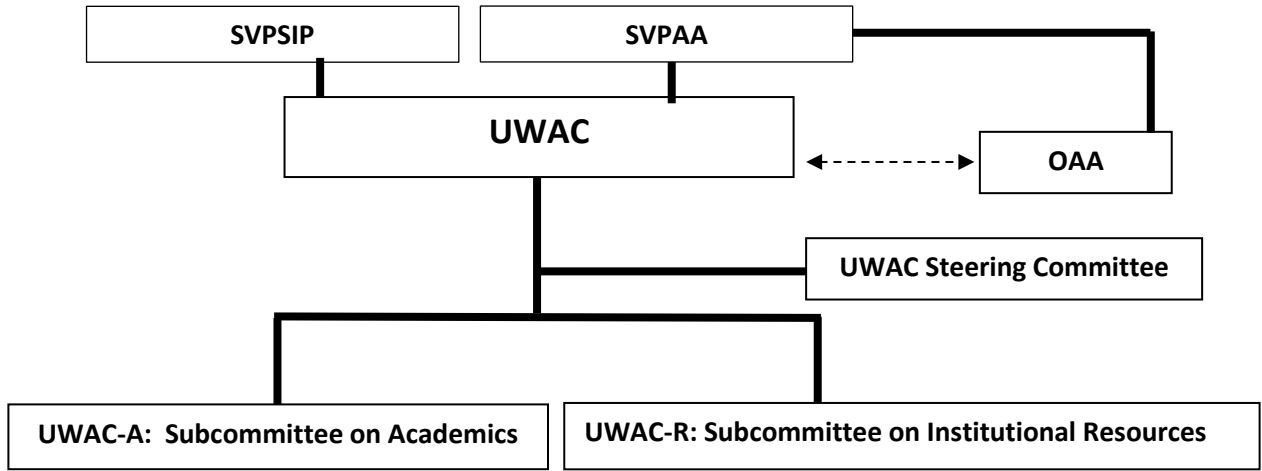 SVPSIP
SVPAA
UWAC
OAA
UWAC Steering Committee
UWAC-A: Subcommittee on Academics
UWAC-R: Subcommittee on Institutional Resources